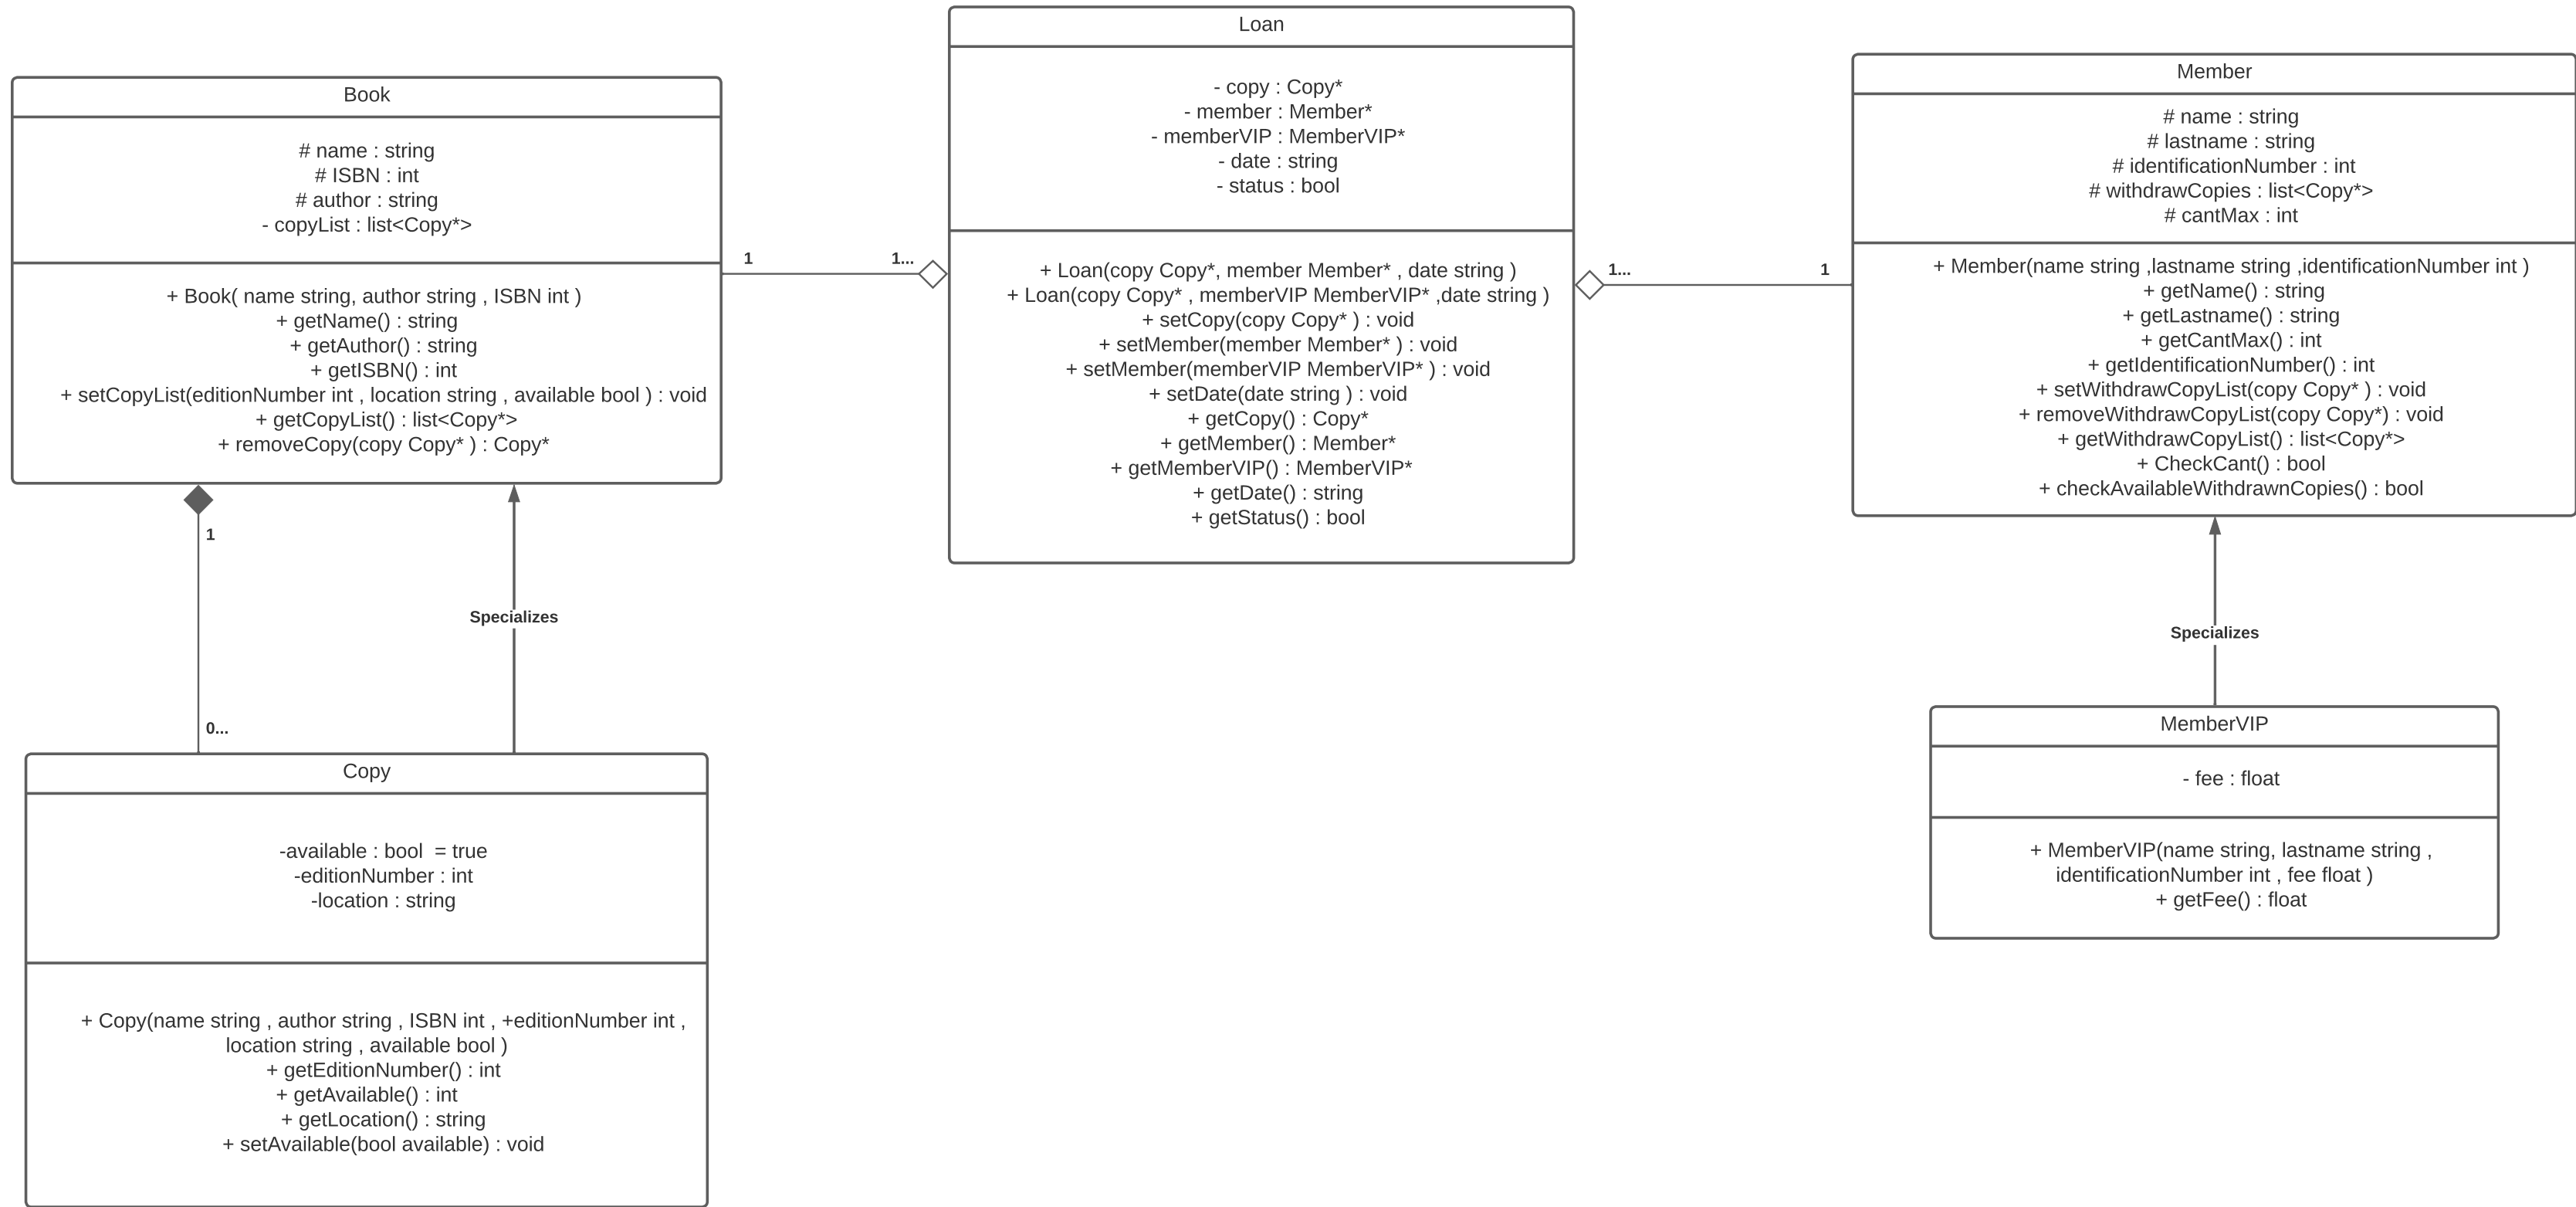 Book
# name : string
# ISBN : int
# author : string
- copyList : list<Copy*>
+ Book( name string, author string , ISBN int )
+ getName() : string
+ getAuthor() : string
+ getISBN() : int
+ setCopyList(editionNumber int , location string , available bool ) : void
+ getCopyList() : list<Copy*>
+ removeCopy(copy Copy* ) : Copy*
1
1...
Loan
- copy : Copy*
- member : Member*
- memberVIP : MemberVIP*
- date : string
- status : bool
+ Loan(copy Copy*, member Member* , date string )
+ Loan(copy Copy* , memberVIP MemberVIP* ,date string )
+ setCopy(copy Copy* ) : void
+ setMember(member Member* ) : void
+ setMember(memberVIP MemberVIP* ) : void
+ setDate(date string ) : void
+ getCopy() : Copy*
+ getMember() : Member*
+ getMemberVIP() : MemberVIP*
+ getDate() : string
+ getStatus() : bool
1...
1
Member
# name : string
# lastname : string
# identificationNumber : int
# withdrawCopies : list<Copy*>
# cantMax : int
+ Member(name string ,lastname string ,identificationNumber int )
+ getName() : string
+ getLastname() : string
+ getCantMax() : int
+ getIdentificationNumber() : int
+ setWithdrawCopyList(copy Copy* ) : void
+ removeWithdrawCopyList(copy Copy*) : void
+ getWithdrawCopyList() : list<Copy*>
+ CheckCant() : bool
+ checkAvailableWithdrawnCopies() : bool
1
Specializes
0...
Copy
-available : bool  = true
-editionNumber : int
-location : string
+ Copy(name string , author string , ISBN int , +editionNumber int ,
location string , available bool )
+ getEditionNumber() : int
+ getAvailable() : int
+ getLocation() : string
+ setAvailable(bool available) : void
Specializes
MemberVIP
- fee : float
+ MemberVIP(name string, lastname string ,
identificationNumber int , fee float )
+ getFee() : float